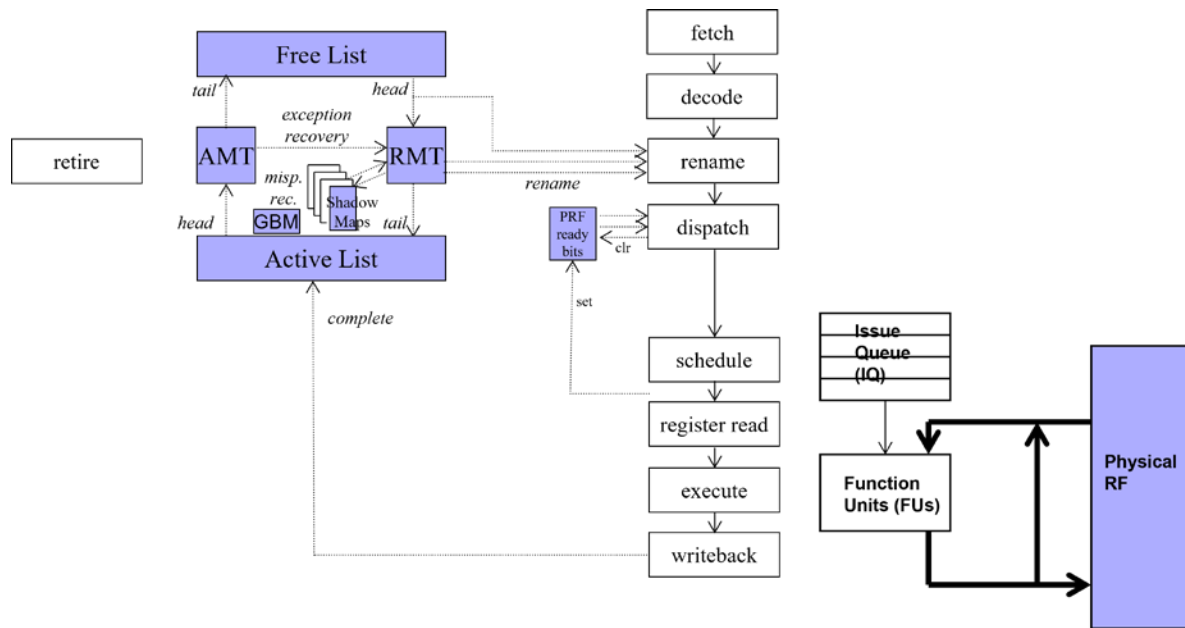 fetch
Free List
tail
head
decode
exception
recovery
retire
AMT
RMT
rename
misp.
rec.
rename
Shadow
Maps
head
GBM
tail
PRF
ready
bits
dispatch
clr
Active List
set
complete
Issue
Queue
(IQ)
schedule
register read
Physical
RF
Function
Units (FUs)
execute
writeback